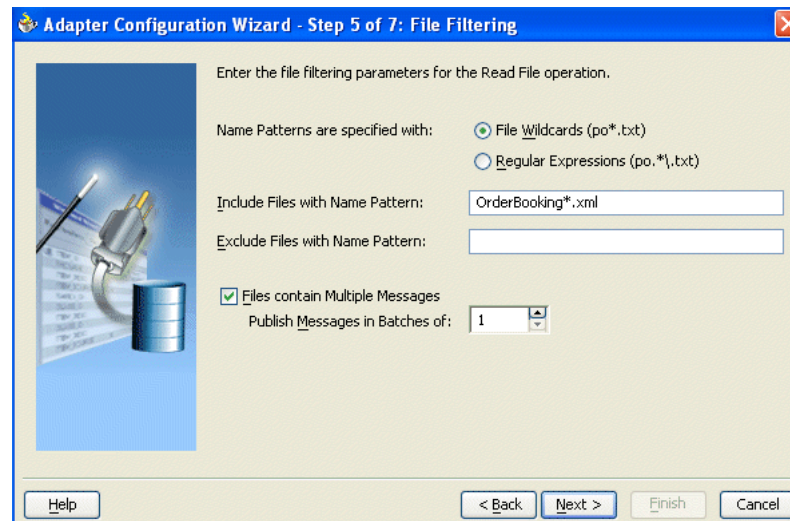 Adapter Configuration Wizard - Step 5 of 7: File Filtering
Enter the file filtering parameters for the Read File operation.
Name Patterns are specified with:
File Wildcards (po*.txt)
Regular Expressions (po.*\.txt)
Include Files with Name Pattern:
OrderBooking*.xml
Exclude Files with Name Pattern:
Files contain Multiple Messages
Publish Messages in Batches of:
1
Help
< Back
Next >
Finish
Cancel